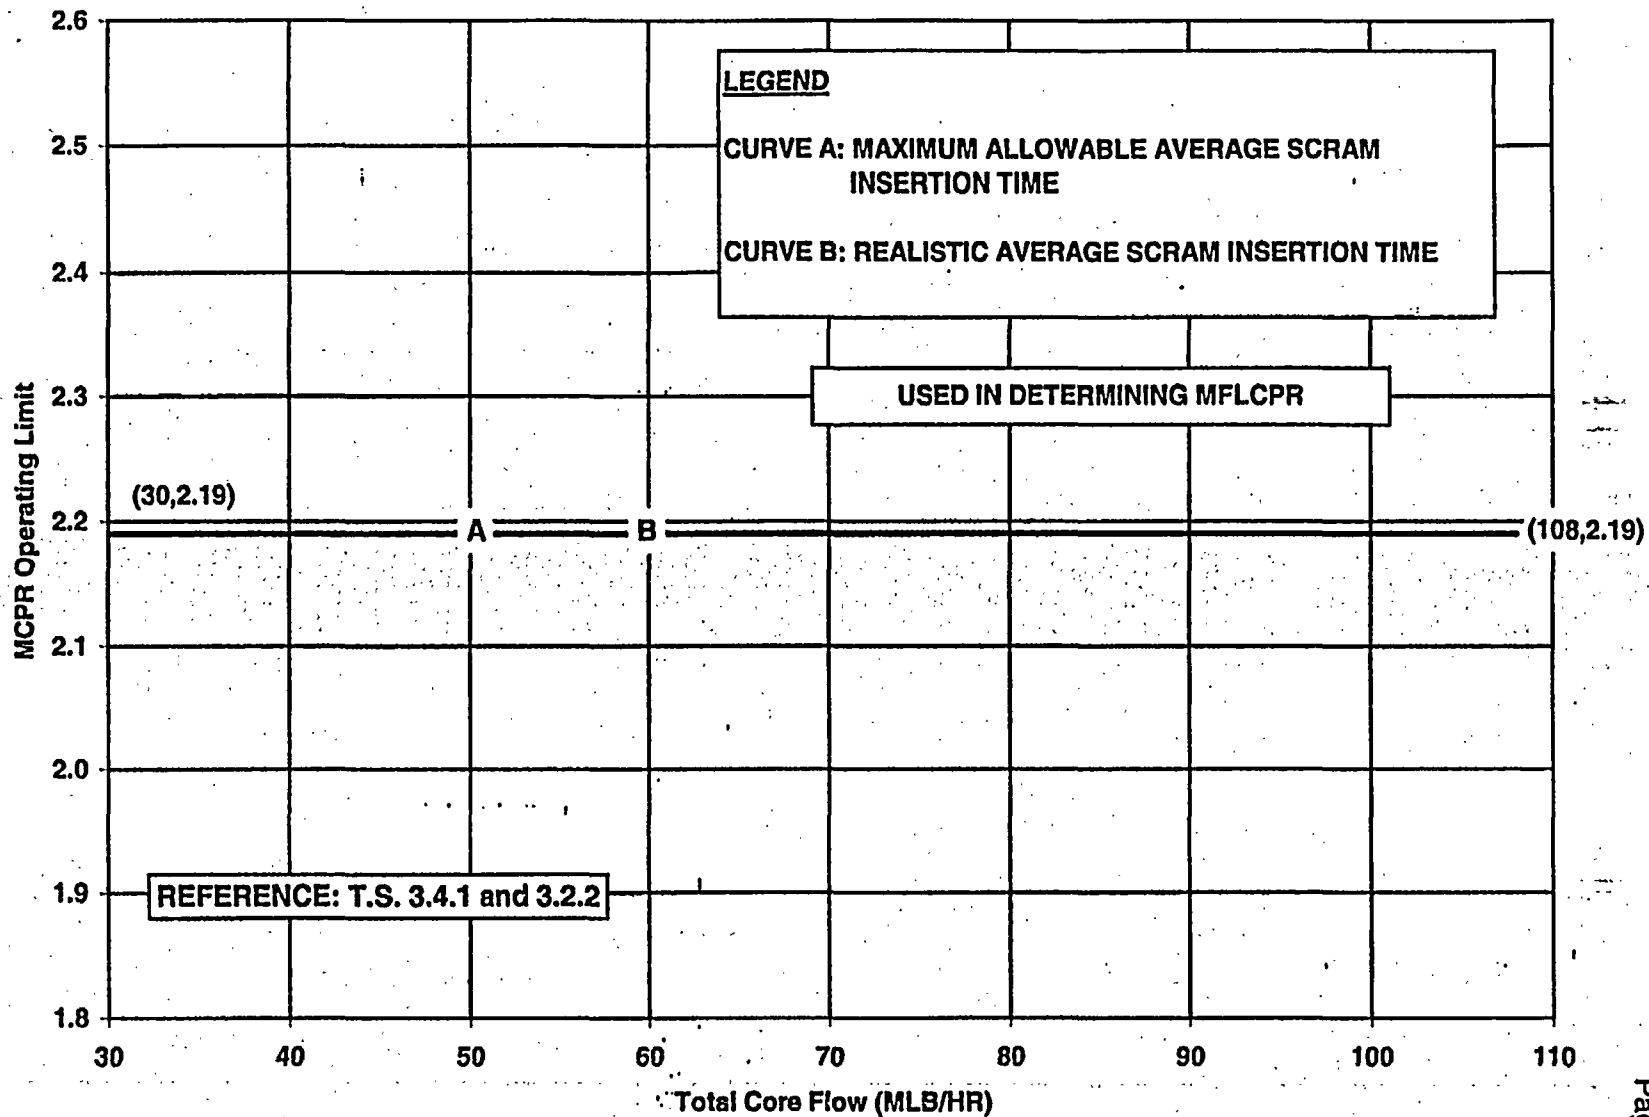 2.6
2.5
2.4
2.3
2.2
2.1
2.0
1.9
1.8
MCPR Operating Limit
LEGEND
CURVE A: MAXIMUM ALLOWABLE AVERAGE SCRAM
INSERTION TIME
CURVE B: REALISTIC AVERAGE SCRAM INSERTION TIME
USED IN DETERMINING MFLCPR
(30,2.19)
A
B
(108,2.19)
REFERENCE: T.S. 3.4.1 and 3.2.2
30 40 50 60 70 80 90 100 110
Total Core Flow (MLB/HR)